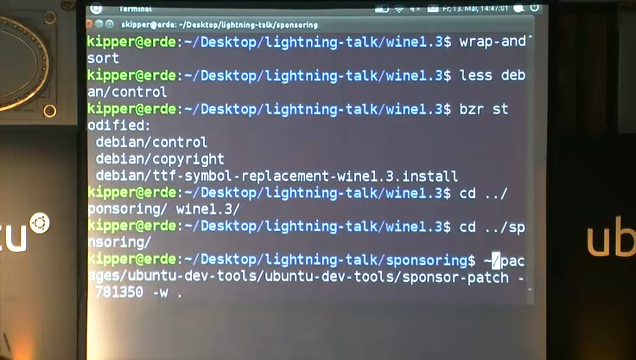 Terminal
Fr, 13. Mai, 14:47:01
skipper@erde: ~/Desktop/lightning-talk/sponsoring
kipper@erde:~/Desktop/lightning-talk/wine1.3$ wrap-and-
sort
kipper@erde:~/Desktop/lightning-talk/wine1.3$ less deb
an/control
kipper@erde:~/Desktop/lightning-talk/wine1.3$ bzr st
odified:
debian/control
debian/copyright
debian/ttf-symbol-replacement-wine1.3.install
kipper@erde:~/Desktop/lightning-talk/wine1.3$ cd ../
ponsoring/ wine1.3/
kipper@erde:~/Desktop/lightning-talk/wine1.3$ cd ../sp
nsoring/
kipper@erde:~/Desktop/lightning-talk/sponsoring$ ~/pac
ages/ubuntu-dev-tools/ubuntu-dev-tools/sponsor-patch -
781350 -w .
tu
ub